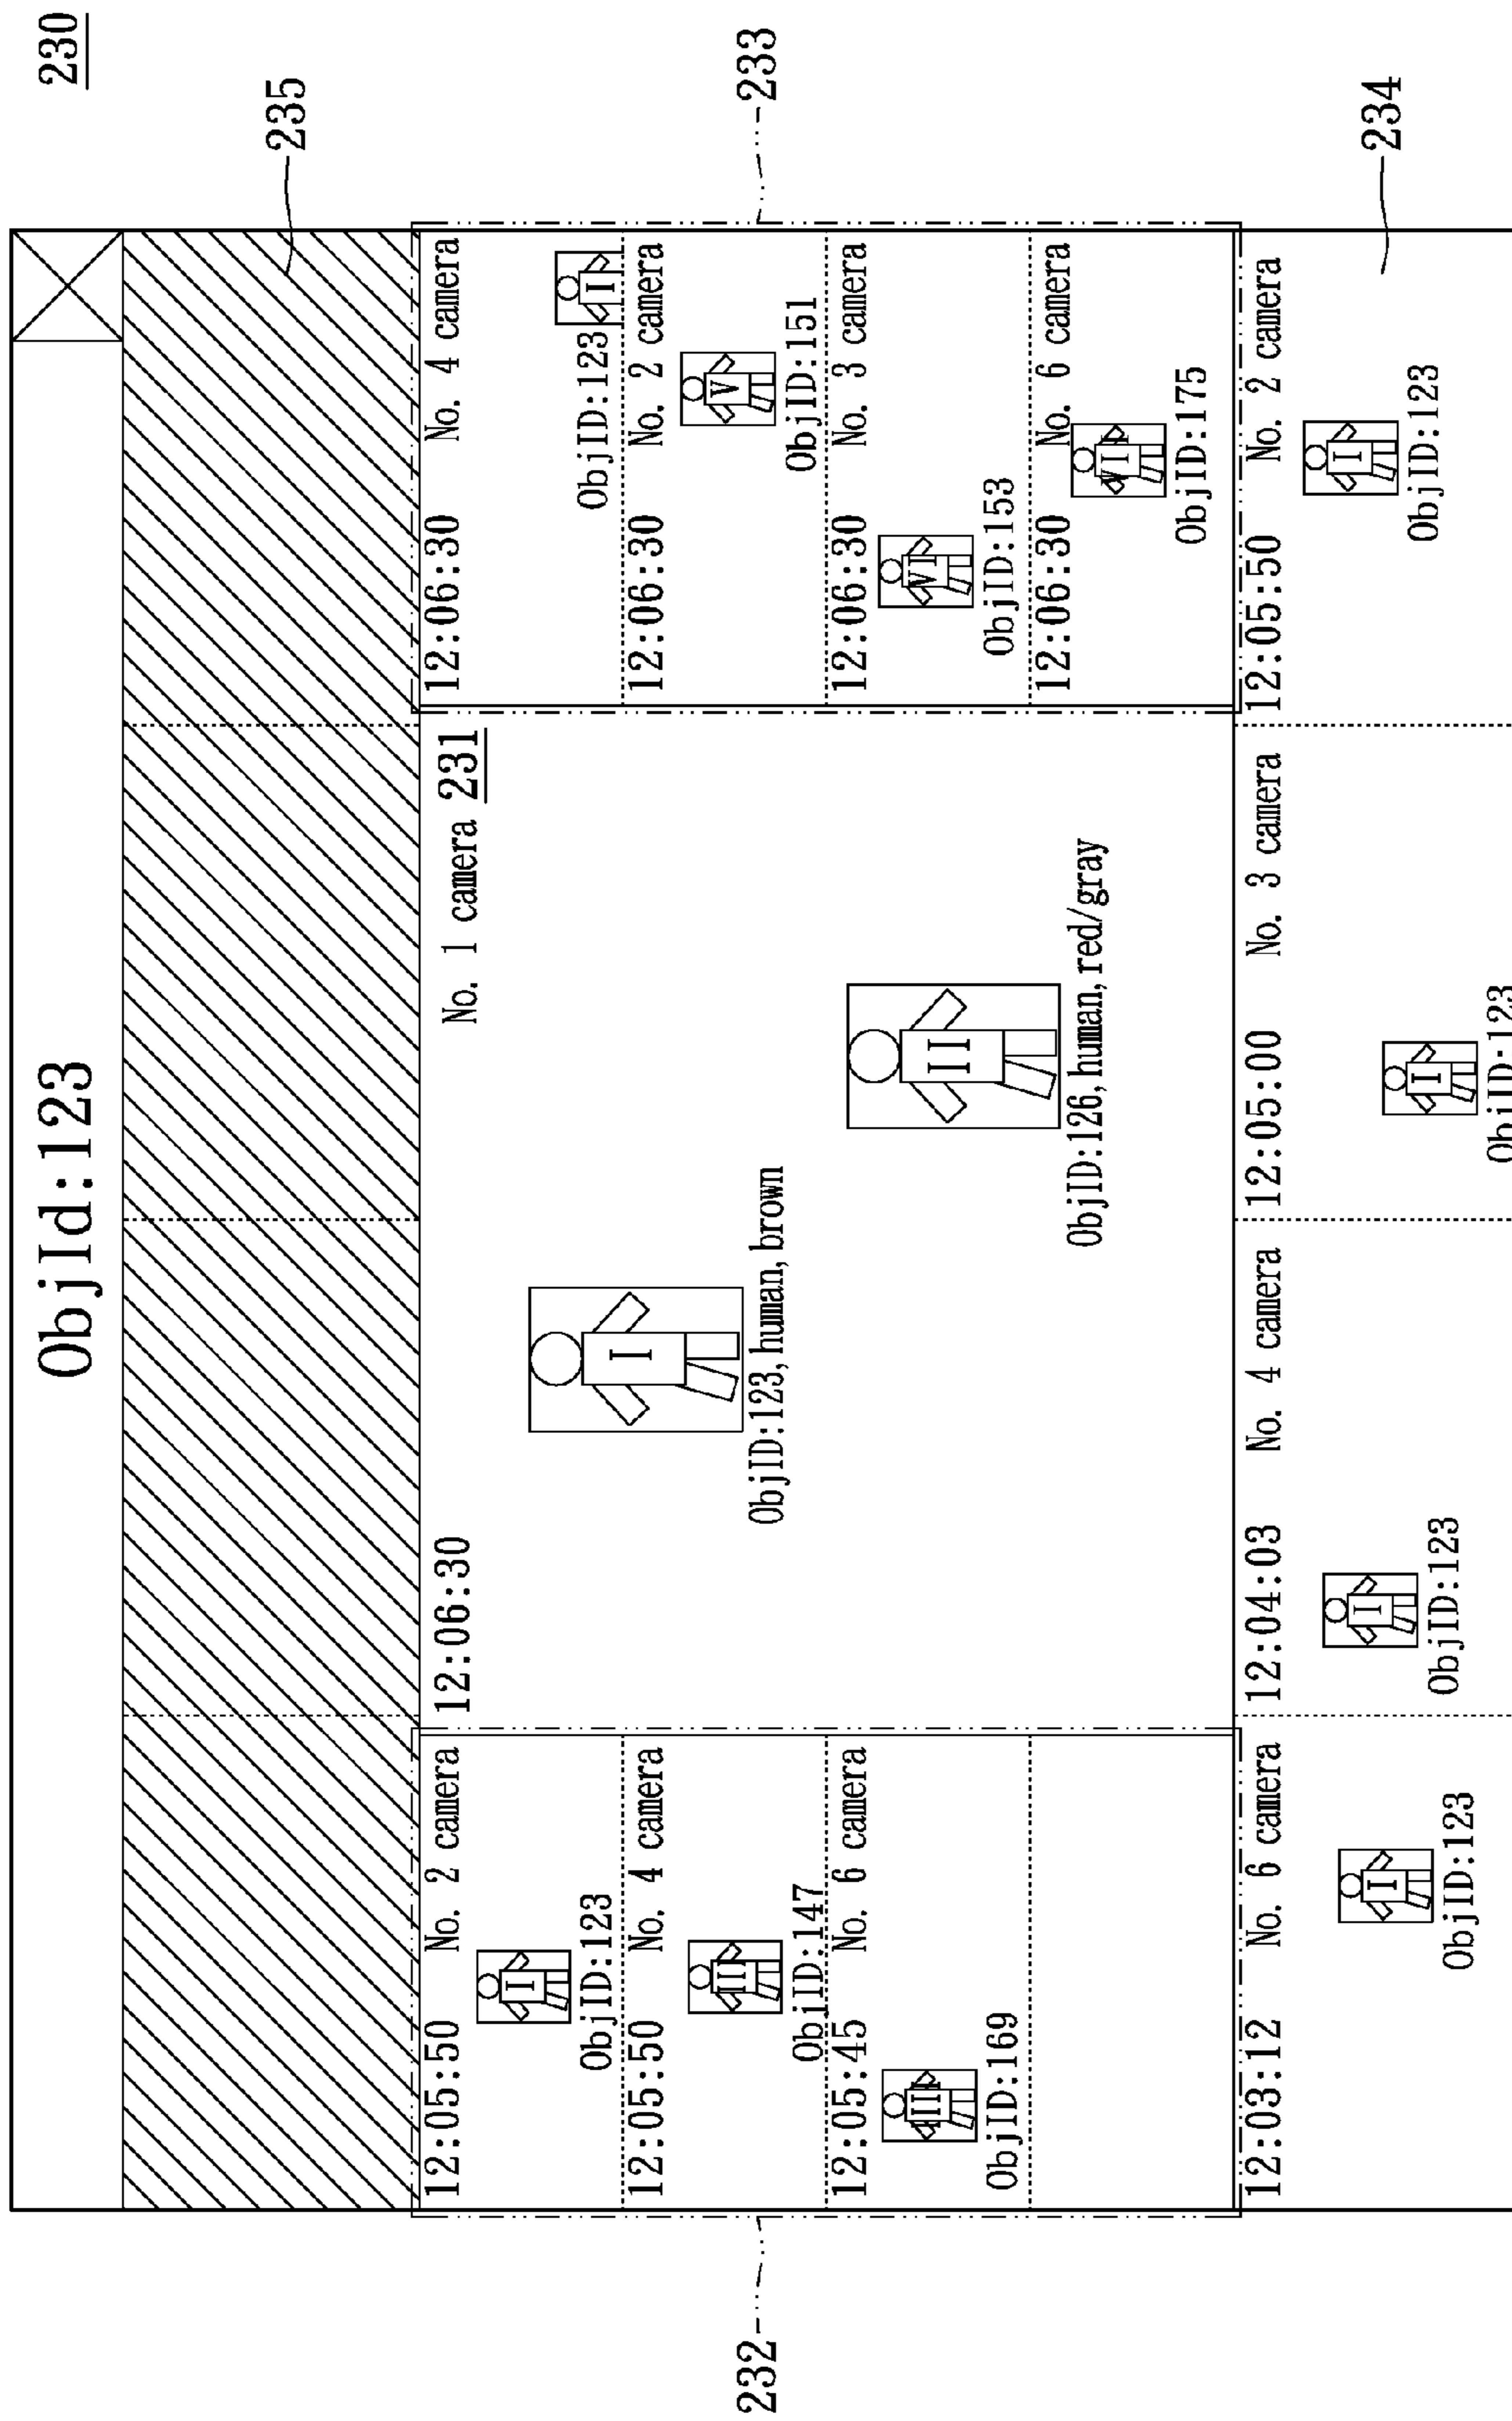 230
ObjId:123
235
12:05:50 No. 2 camera
I
ObjID:123
12:05:50 No. 4 camera
III
ObjID:147
12:05:45 No. 6 camera
ObjID:169
232
12:06:30 No. 1 camera 231
I
ObjID:123,human,brown
II
ObjID:126,human,red/gray
12:06:30 No. 4 camera
I
ObjID:123
12:06:30 No. 2 camera
V
ObjID:151
12:06:30 No. 3 camera
VI
ObjID:153
12:06:30 No. 6 camera
ObjID:175
233
12:03:12 No. 6 camera
I
ObjID:123
12:04:03 No. 4 camera
I
ObjID:123
12:05:00 No. 3 camera
I
ObjID:123
12:05:50 No. 2 camera
I
ObjID:123
234